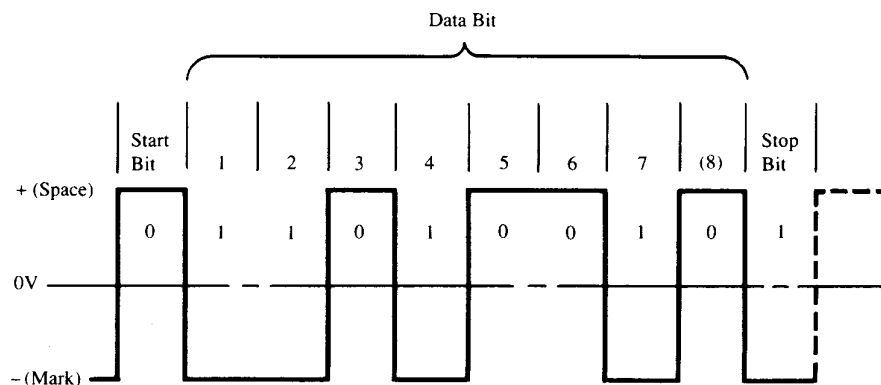 Data Bit
Start Bit 1 2 3 4 5 6 7 (8) Stop Bit
+ (Space)
0 1 1 0 1 0 0 1 0 1
0V
– (Mark)